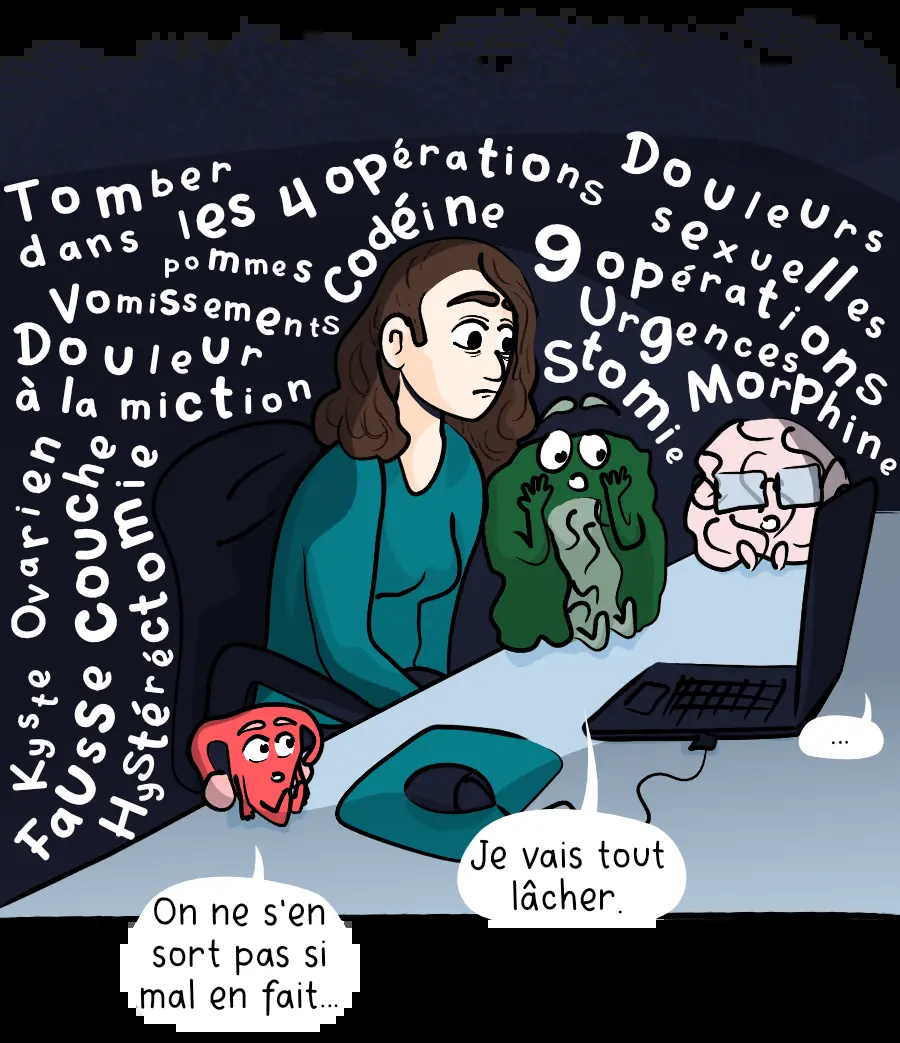 Tomber
dans les
pommes
4 opérations
Codéine
Douleurs
sexuelles
9 opérations
Urgences
Stomie
Morphine
Vomissements
Douleur
à la miction
Kyste Ovarien
Fausse couche
Hystéréctomie
...
Je vais tout
lâcher.
On ne s'en
sort pas si
mal en fait...